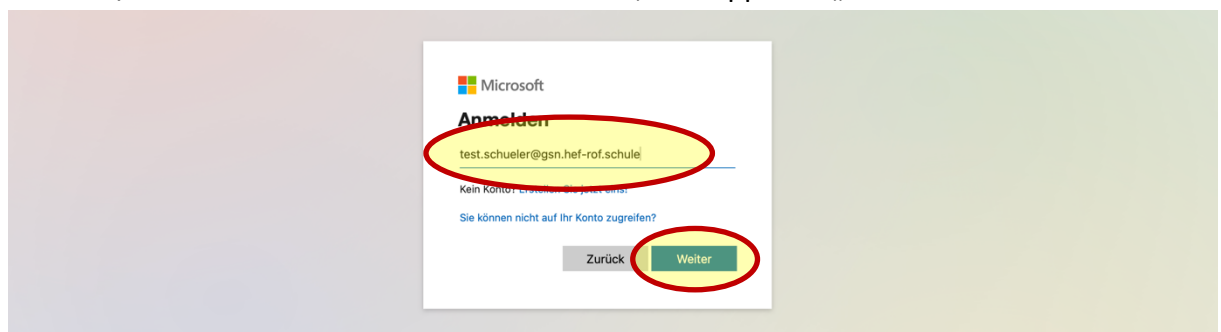 Microsoft
Anmelden
test.schueler@gsn.hef-rof.schule
Kein Konto? Erstellen Sie jetzt eins!
Sie können nicht auf Ihr Konto zugreifen?
Zurück
Weiter